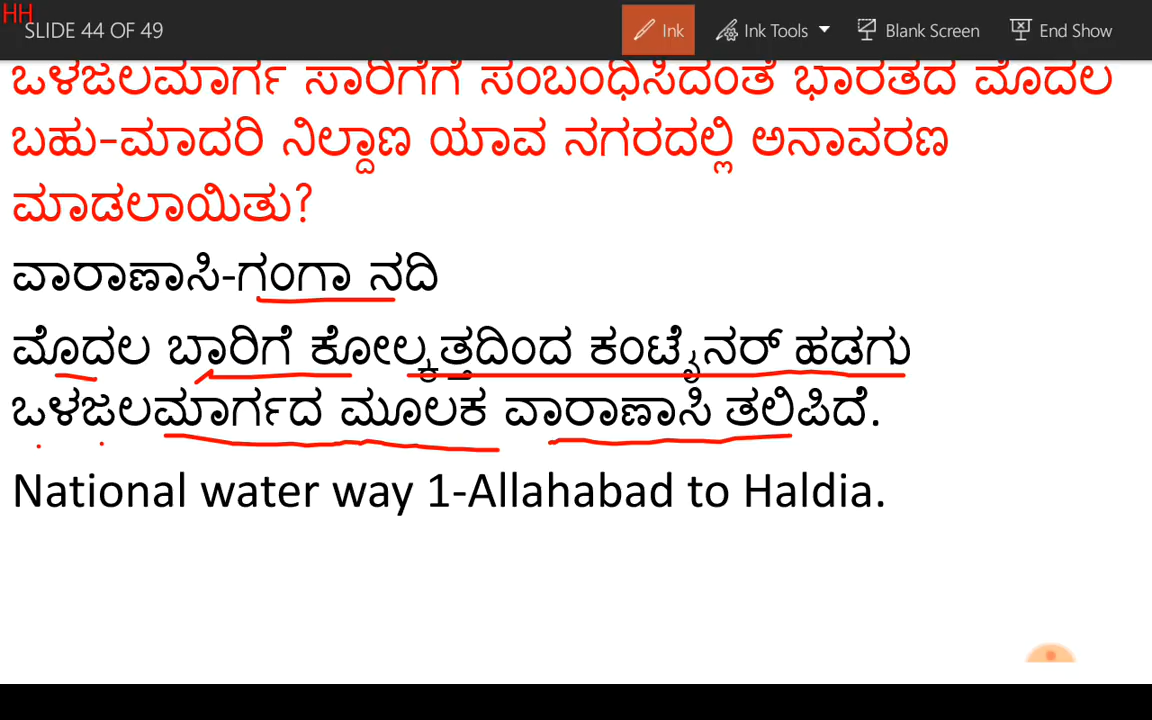 HH
SLIDE 44 OF 49
Ink
Ink Tools
Blank Screen
End Show
ಒಳಜಲಮಾರ್ಗ ಸಾರಿಗೆಗೆ ಸಂಬಂಧಿಸಿದಂತೆ ಭಾರತದ ಮೊದಲ
ಬಹು-ಮಾದರಿ ನಿಲ್ದಾಣ ಯಾವ ನಗರದಲ್ಲಿ ಅನಾವರಣ
ಮಾಡಲಾಯಿತು?
ವಾರಾಣಾಸಿ-ಗಂಗಾ ನದಿ
ಮೊದಲ ಬಾರಿಗೆ ಕೋಲ್ಕತ್ತದಿಂದ ಕಂಟೈನರ್ ಹಡಗು
ಒಳಜಲಮಾರ್ಗದ ಮೂಲಕ ವಾರಾಣಾಸಿ ತಲಿಪಿದೆ.
National water way 1-Allahabad to Haldia.